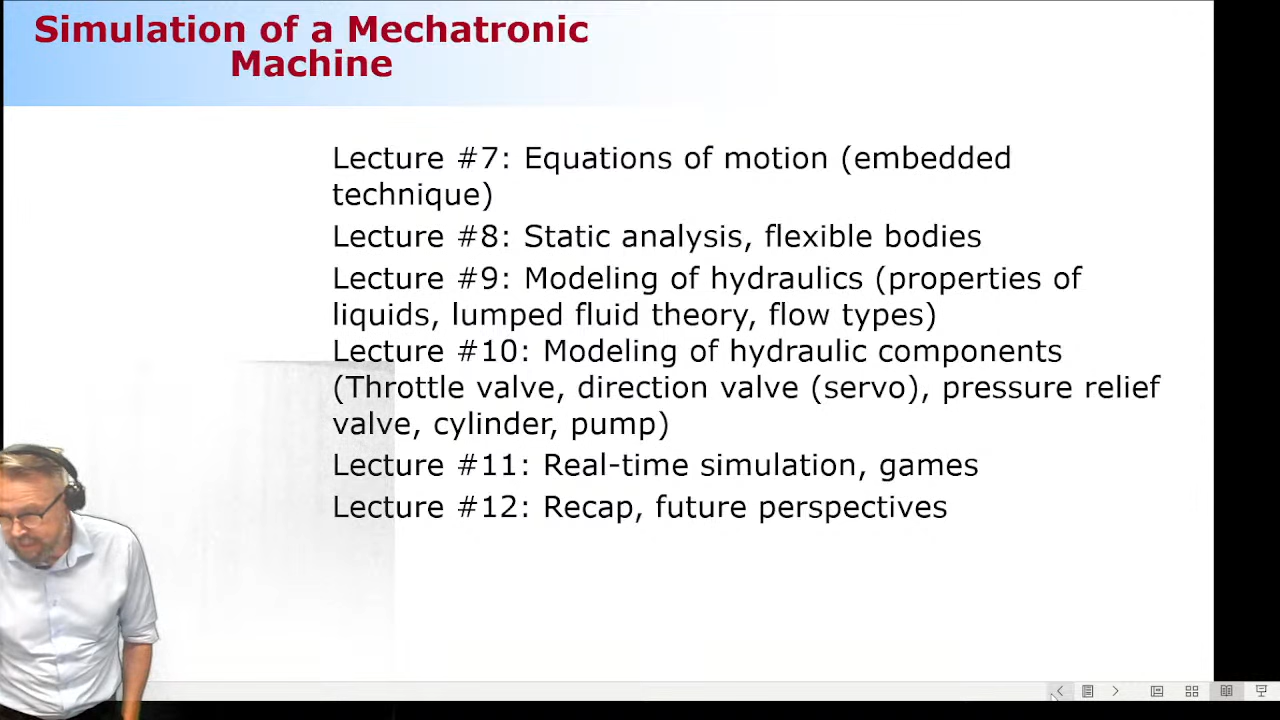 Simulation of a Mechatronic
Machine
Lecture #7: Equations of motion (embedded
technique)
Lecture #8: Static analysis, flexible bodies
Lecture #9: Modeling of hydraulics (properties of
liquids, lumped fluid theory, flow types)
Lecture #10: Modeling of hydraulic components
(Throttle valve, direction valve (servo), pressure relief
valve, cylinder, pump)
Lecture #11: Real-time simulation, games
Lecture #12: Recap, future perspectives